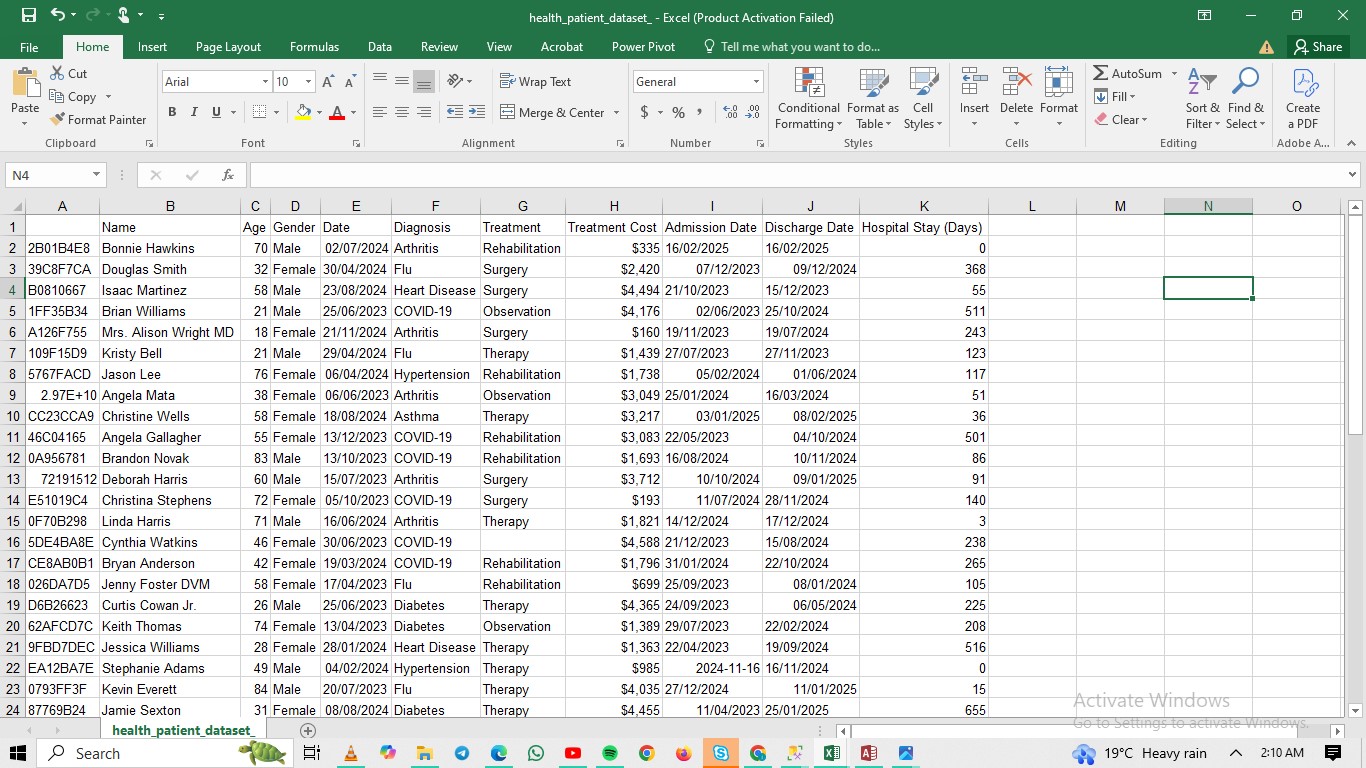 health_patient_dataset_ - Excel (Product Activation Failed)
File Home Insert Page Layout Formulas Data Review View Acrobat Power Pivot Tell me what you want to do... Share
Paste Cut Copy Format Painter Clipboard
Arial 10 B I U Font
Wrap Text Merge & Center Alignment
General $ % , Number
Conditional Formatting Format as Table Cell Styles Styles
Insert Delete Format Cells
AutoSum Fill Clear Sort & Filter Find & Select Editing
Create a PDF Adobe A...
N4 fx
A B C D E F G H I J K L M N O
1 Name Age Gender Date Diagnosis Treatment Treatment Cost Admission Date Discharge Date Hospital Stay (Days)
2 2B01B4E8 Bonnie Hawkins 70 Male 02/07/2024 Arthritis Rehabilitation $335 16/02/2025 16/02/2025 0
3 39C8F7CA Douglas Smith 32 Female 30/04/2024 Flu Surgery $2,420 07/12/2023 09/12/2024 368
4 B0810667 Isaac Martinez 58 Male 23/08/2024 Heart Disease Surgery $4,494 21/10/2023 15/12/2023 55
5 1FF35B34 Brian Williams 21 Male 25/06/2023 COVID-19 Observation $4,176 02/06/2023 25/10/2024 511
6 A126F755 Mrs. Alison Wright MD 18 Female 21/11/2024 Arthritis Surgery $160 19/11/2023 19/07/2024 243
7 109F15D9 Kristy Bell 21 Male 29/04/2024 Flu Therapy $1,439 27/07/2023 27/11/2023 123
8 5767FACD Jason Lee 76 Female 06/04/2024 Hypertension Rehabilitation $1,738 05/02/2024 01/06/2024 117
9 2.97E+10 Angela Mata 38 Female 06/06/2023 Arthritis Observation $3,049 25/01/2024 16/03/2024 51
10 CC23CCA9 Christine Wells 58 Female 18/08/2024 Asthma Therapy $3,217 03/01/2025 08/02/2025 36
11 46C04165 Angela Gallagher 55 Female 13/12/2023 COVID-19 Rehabilitation $3,083 22/05/2023 04/10/2024 501
12 0A956781 Brandon Novak 83 Male 13/10/2023 COVID-19 Rehabilitation $1,693 16/08/2024 10/11/2024 86
13 72191512 Deborah Harris 60 Male 15/07/2023 Arthritis Surgery $3,712 10/10/2024 09/01/2025 91
14 E51019C4 Christina Stephens 72 Female 05/10/2023 COVID-19 Surgery $193 11/07/2024 28/11/2024 140
15 0F70B298 Linda Harris 71 Male 16/06/2024 Arthritis Therapy $1,821 14/12/2024 17/12/2024 3
16 5DE4BA8E Cynthia Watkins 46 Female 30/06/2023 COVID-19 $4,588 21/12/2023 15/08/2024 238
17 CE8AB0B1 Bryan Anderson 42 Female 19/03/2024 COVID-19 Rehabilitation $1,796 31/01/2024 22/10/2024 265
18 026DA7D5 Jenny Foster DVM 58 Female 17/04/2023 Flu Rehabilitation $699 25/09/2023 08/01/2024 105
19 D6B26623 Curtis Cowan Jr. 26 Male 25/06/2023 Diabetes Therapy $4,365 24/09/2023 06/05/2024 225
20 62AFCD7C Keith Thomas 74 Female 13/04/2023 Diabetes Observation $1,389 29/07/2023 22/02/2024 208
21 9FBD7DEC Jessica Williams 28 Female 28/01/2024 Heart Disease Therapy $1,363 22/04/2023 19/09/2024 516
22 EA12BA7E Stephanie Adams 49 Male 04/02/2024 Hypertension Therapy $985 2024-11-16 16/11/2024 0
23 0793FF3F Kevin Everett 84 Male 20/07/2023 Flu Therapy $4,035 27/12/2024 11/01/2025 15
24 87769B24 Jamie Sexton 31 Female 08/08/2024 Diabetes Therapy $4,455 11/04/2023 25/01/2025 655
Activate Windows
Go to Settings to activate Windows.
health_patient_dataset_
Search 19°C Heavy rain 2:10 AM